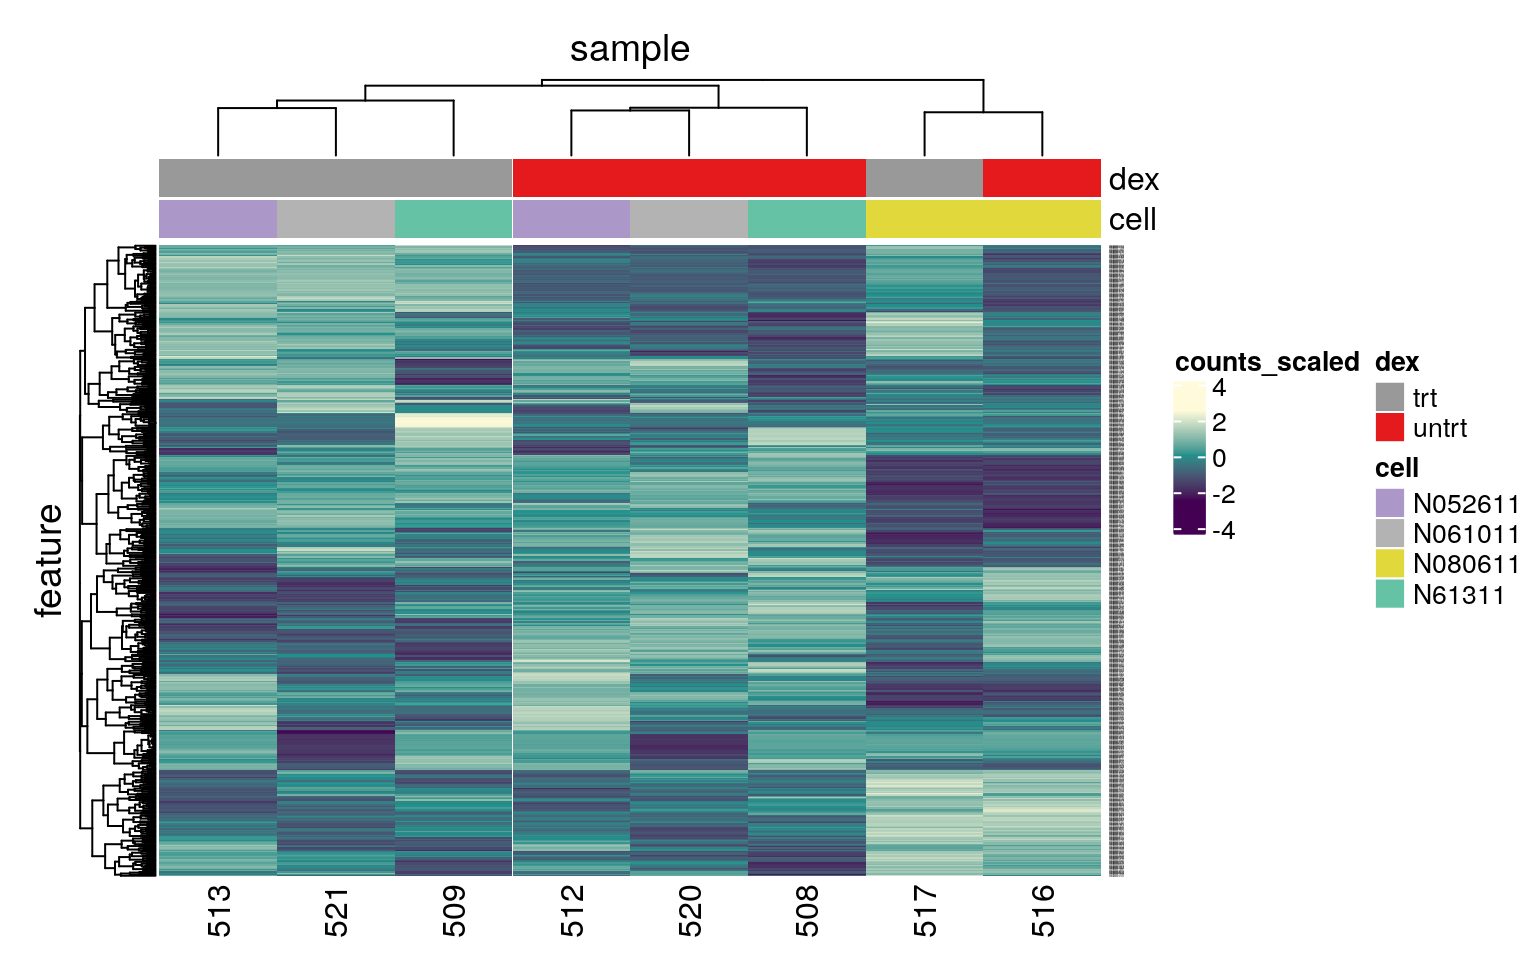 sample
dex
cell
feature
513
521
509
512
520
508
517
516
counts_scaled
4
2
0
-2
-4
dex
trt
untrt
cell
N052611
N061011
N080611
N61311